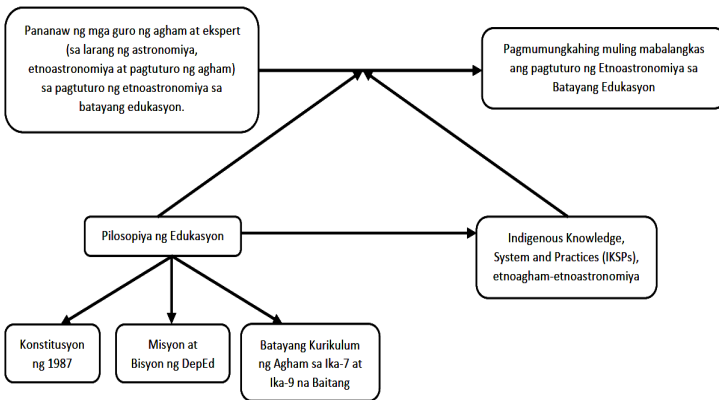 Pananaw ng mga guro ng agham at ekspert
(sa larang ng astronomiya,
etnoastronomiya at pagtuturo ng agham)
sa pagtuturo ng etnoastronomiya sa
batayang edukasyon.
Pagmumungkahing muling mabalangkas
ang pagtuturo ng Etnoastronomiya sa
Batayang Edukasyon
Pilosopiya ng Edukasyon
Indigenous Knowledge,
System and Practices (IKSPs),
etnoagham-etnoastronomiya
Konstitusyon
ng 1987
Misyon at
Bisyon ng DepEd
Batayang Kurikulum
ng Agham sa Ika-7 at
Ika-9 na Baitang